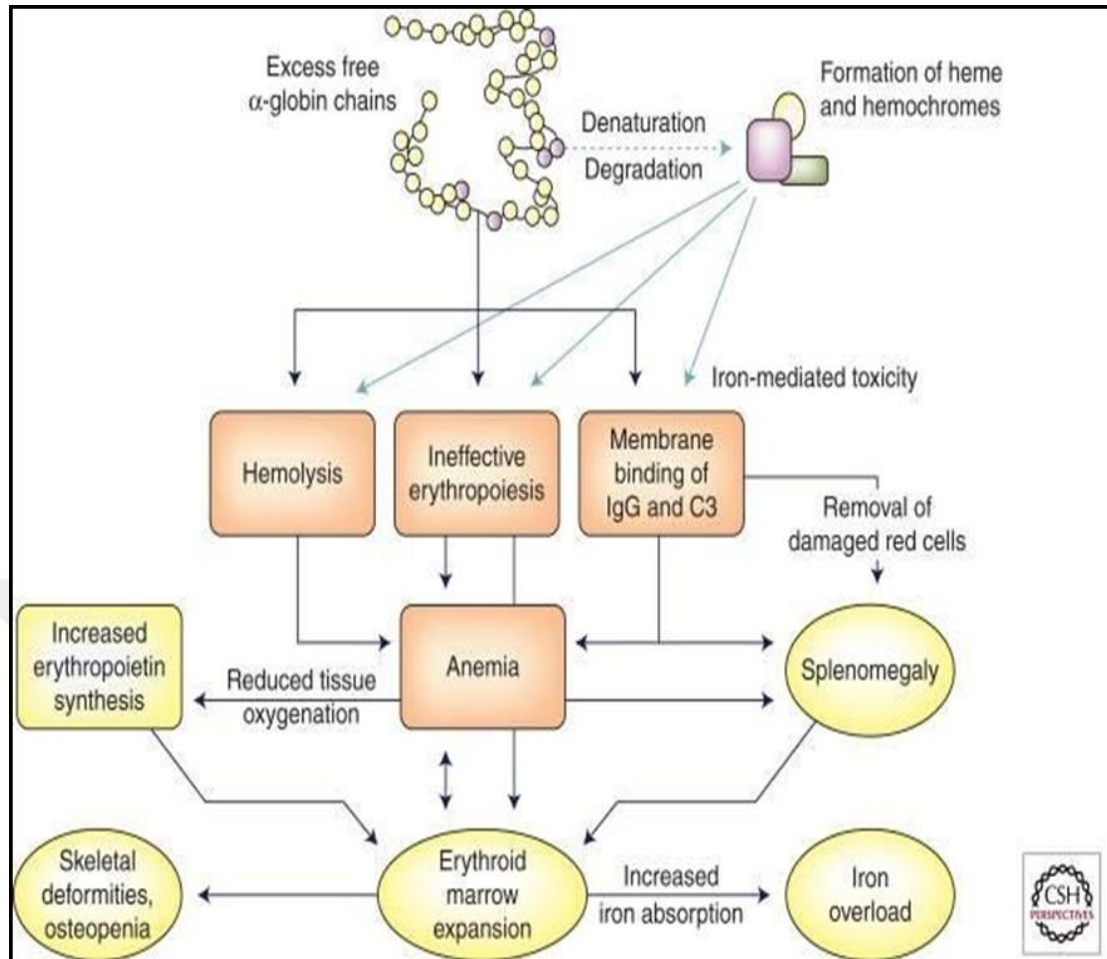 Excess free
α-globin chains
Denaturation
Degradation
Formation of heme
and hemochromes
Iron-mediated toxicity
Hemolysis
Ineffective
erythropoiesis
Membrane
binding of
IgG and C3
Removal of
damaged red cells
Increased
erythropoietin
synthesis
Reduced tissue
oxygenation
Anemia
Splenomegaly
Skeletal
deformities,
osteopenia
Erythroid
marrow
expansion
Increased
iron absorption
Iron
overload
CSH
PERSPECTIVES